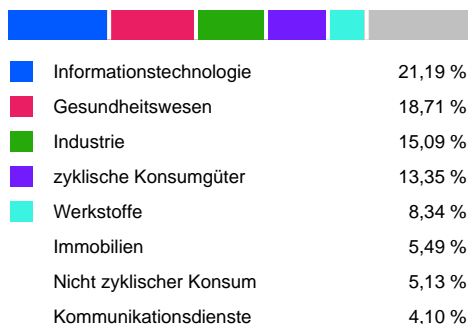 Informationstechnologie 21,19 %
Gesundheitswesen 18,71 %
Industrie 15,09 %
zyklische Konsumgüter 13,35 %
Werkstoffe 8,34 %
Immobilien 5,49 %
Nicht zyklischer Konsum 5,13 %
Kommunikationsdienste 4,10 %